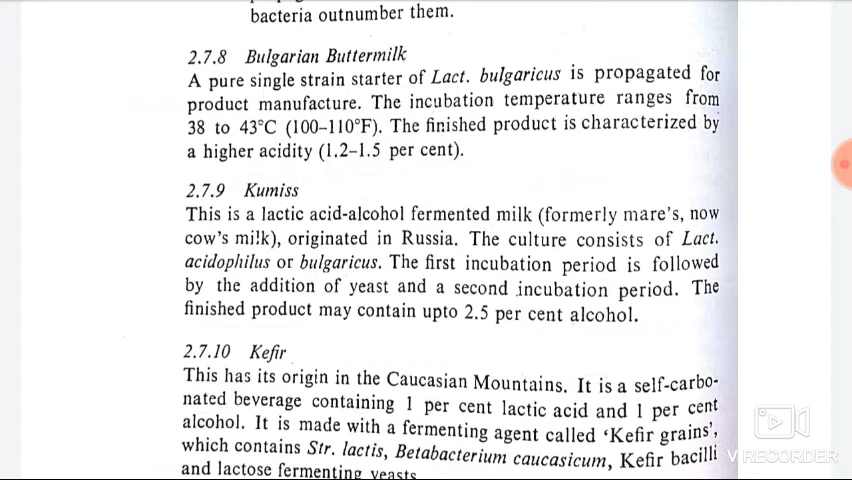 bacteria outnumber them.
2.7.8 Bulgarian Buttermilk
A pure single strain starter of Lact. bulgaricus is propagated for
product manufacture. The incubation temperature ranges from
38 to 43°C (100–110°F). The finished product is characterized by
a higher acidity (1.2–1.5 per cent).
2.7.9 Kumiss
This is a lactic acid-alcohol fermented milk (formerly mare's, now
cow's milk), originated in Russia. The culture consists of Lact.
acidophilus or bulgaricus. The first incubation period is followed
by the addition of yeast and a second incubation period. The
finished product may contain upto 2.5 per cent alcohol.
2.7.10 Kefir
This has its origin in the Caucasian Mountains. It is a self-carbo-
nated beverage containing 1 per cent lactic acid and 1 per cent
alcohol. It is made with a fermenting agent called 'Kefir grains',
which contains Str. lactis, Betabacterium caucasicum, Kefir bacilli
and lactose fermenting yeasts
V RECORDER